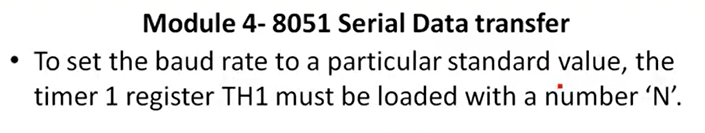 Module 4- 8051 Serial Data transfer
• To set the baud rate to a particular standard value, the
timer 1 register TH1 must be loaded with a number ‘N’.